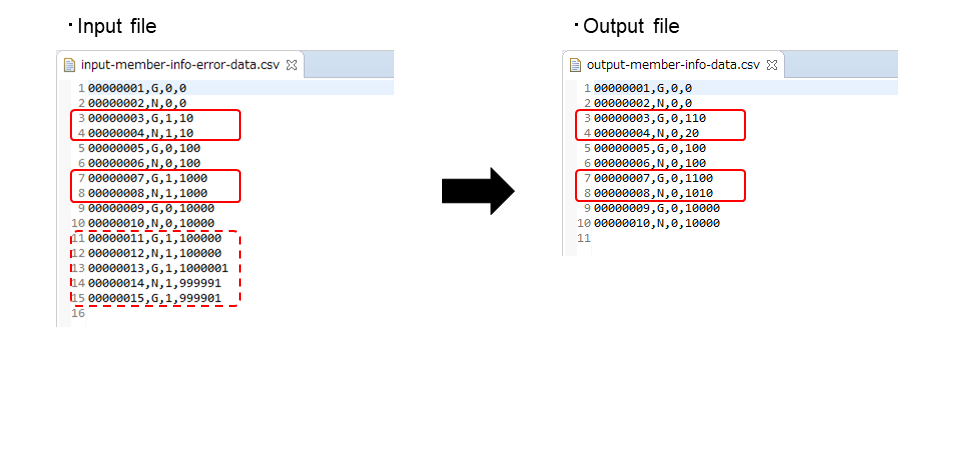 ・Input file
input-member-info-error-data.csv
1 00000001,G,0,0
2 00000002,N,0,0
3 00000003,G,1,10
4 00000004,N,1,10
5 00000005,G,0,100
6 00000006,N,0,100
7 00000007,G,1,1000
8 00000008,N,1,1000
9 00000009,G,0,10000
10 00000010,N,0,10000
11 00000011,G,1,100000
12 00000012,N,1,100000
13 00000013,G,1,1000001
14 00000014,N,1,999991
15 00000015,G,1,999901
16
・Output file
output-member-info-data.csv
1 00000001,G,0,0
2 00000002,N,0,0
3 00000003,G,0,110
4 00000004,N,0,20
5 00000005,G,0,100
6 00000006,N,0,100
7 00000007,G,0,1100
8 00000008,N,0,1010
9 00000009,G,0,10000
10 00000010,N,0,10000
11